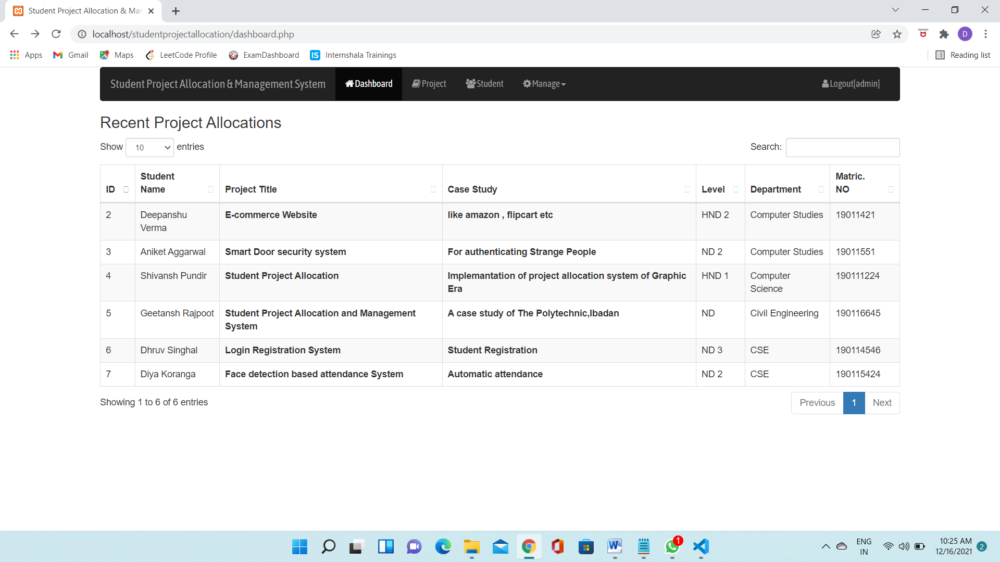 Student Project Allocation & Mar
localhost/studentprojectallocation/dashboard.php
D
Apps Gmail Maps LeetCode Profile ExamDashboard IS Internshala Trainings Reading list
Student Project Allocation & Management System Dashboard Project Student Manage Logout[admin]
Recent Project Allocations
Show 10 entries Search:
Student
Name
Matric.
NO
ID Project Title Case Study Level Department
2 Deepanshu E-commerce Website like amazon , flipcart etc HND 2 Computer Studies 19011421
Verma
3 Aniket Aggarwal Smart Door security system For authenticating Strange People ND 2 Computer Studies 19011551
4 Shivansh Pundir Student Project Allocation Implemantation of project allocation system of Graphic HND 1 Computer 190111224
Era Science
5 Geetansh Rajpoot Student Project Allocation and Management A case study of The Polytechnic,Ibadan ND Civil Engineering 190116645
System
6 Dhruv Singhal Login Registration System Student Registration ND 3 CSE 190114546
7 Diya Koranga Face detection based attendance System Automatic attendance ND 2 CSE 190115424
Showing 1 to 6 of 6 entries Previous 1 Next
W
1
ENG
IN
10:25 AM
12/16/2021
2